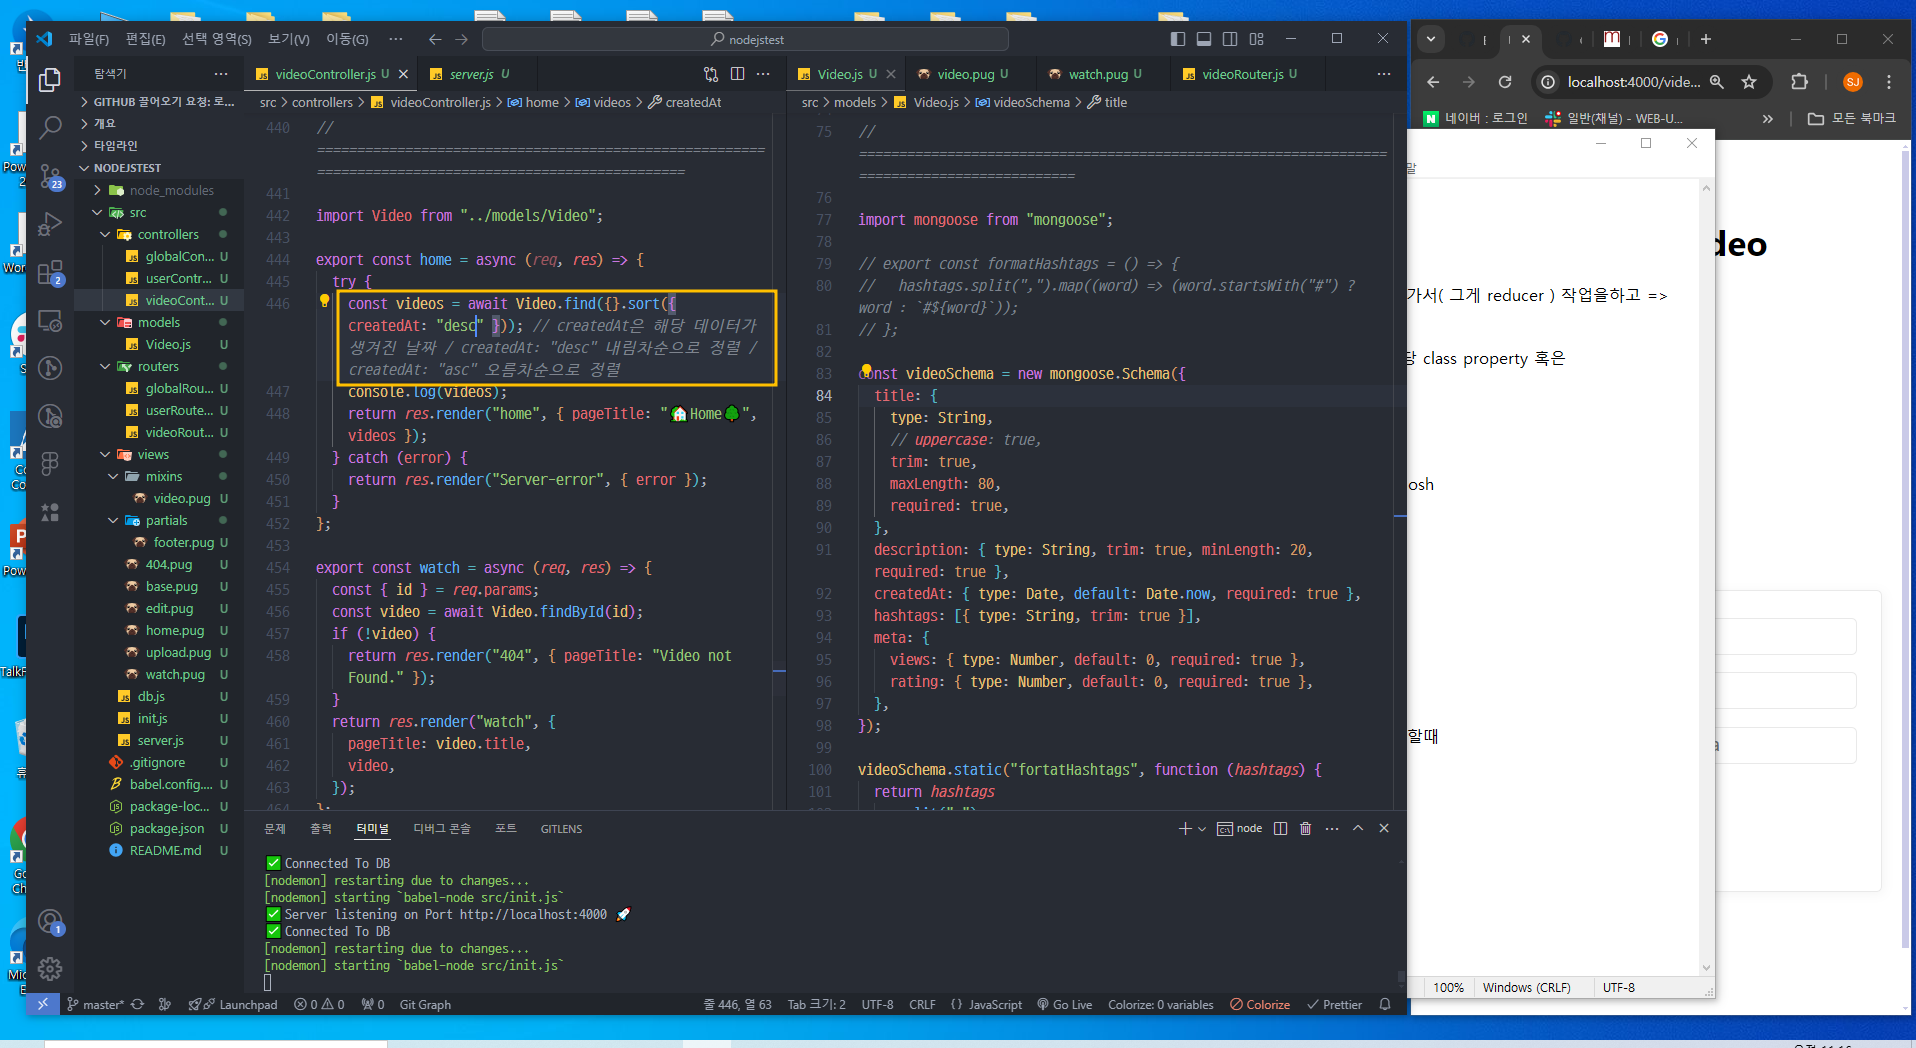 파일(F) 편집(E) 선택 영역(S) 보기(V) 이동(G) ··· nodejstest
탐색기 ···
GITHUB 끌어오기 요청: 로...
개요
타임라인
NODEJSTEST
node_modules
src
controllers
globalCon... U
userContr... U
videoCont... U
models
Video.js U
routers
globalRou... U
userRoute... U
videoRout... U
views
mixins
video.pug U
partials
footer.pug U
404.pug U
base.pug U
edit.pug U
home.pug U
upload.pug U
watch.pug U
db.js U
init.js U
server.js U
.gitignore U
babel.config.... U
package-loc... U
package.json U
README.md U
23
2
1
videoController.js U server.js U
src > controllers > videoController.js > home > videos > createdAt
440 //
========================================================
==============================================
441
442 import Video from "../models/Video";
443
444 export const home = async (req, res) => {
445 try {
446 const videos = await Video.find({}.sort({
createdAt: "desc" })); // createdAt은 해당 데이터가
생겨진 날짜 / createdAt: "desc" 내림차순으로 정렬 /
createdAt: "asc" 오름차순으로 정렬
447 console.log(videos);
448 return res.render("home", { pageTitle: "🏠Home🌳",
videos });
449 } catch (error) {
450 return res.render("Server-error", { error });
451 }
452 };
453
454 export const watch = async (req, res) => {
455 const { id } = req.params;
456 const video = await Video.findById(id);
457 if (!video) {
458 return res.render("404", { pageTitle: "Video not
Found." });
459 }
460 return res.render("watch", {
461 pageTitle: video.title,
462 video,
463 });
464 };
Video.js U video.pug U watch.pug U videoRouter.js U ···
src > models > Video.js > videoSchema > title
75 //
==================================================================
===========================
76
77 import mongoose from "mongoose";
78
79 // export const formatHashtags = () => {
80 // hashtags.split(",").map((word) => (word.startsWith("#") ?
word : `#${word}`));
81 // };
82
83 const videoSchema = new mongoose.Schema({
84 title: {
85 type: String,
86 // uppercase: true,
87 trim: true,
88 maxLength: 80,
89 required: true,
90 },
91 description: { type: String, trim: true, minLength: 20,
required: true },
92 createdAt: { type: Date, default: Date.now, required: true },
93 hashtags: [{ type: String, trim: true }],
94 meta: {
95 views: { type: Number, default: 0, required: true },
96 rating: { type: Number, default: 0, required: true },
97 },
98 });
99
100 videoSchema.static("fortatHashtags", function (hashtags) {
101 return hashtags
문제 출력 터미널 디버그 콘솔 포트 GITLENS
node
✅ Connected To DB
[nodemon] restarting due to changes...
[nodemon] starting `babel-node src/init.js`
✅ Server listening on Port http://localhost:4000 🚀
✅ Connected To DB
[nodemon] restarting due to changes...
[nodemon] starting `babel-node src/init.js`
master* Launchpad 0 0 0 Git Graph 줄 446, 열 63 Tab 크기: 2 UTF-8 CRLF {} JavaScript Go Live Colorize: 0 variables Colorize Prettier
localhost:4000/vide... SJ
네이버 : 로그인 일반(채널) - WEB-U... » 모든 북마크
말
deo
가서( 그게 reducer ) 작업을하고 =>
당 class property 혹은
osh
할때
100% Windows (CRLF) UTF-8